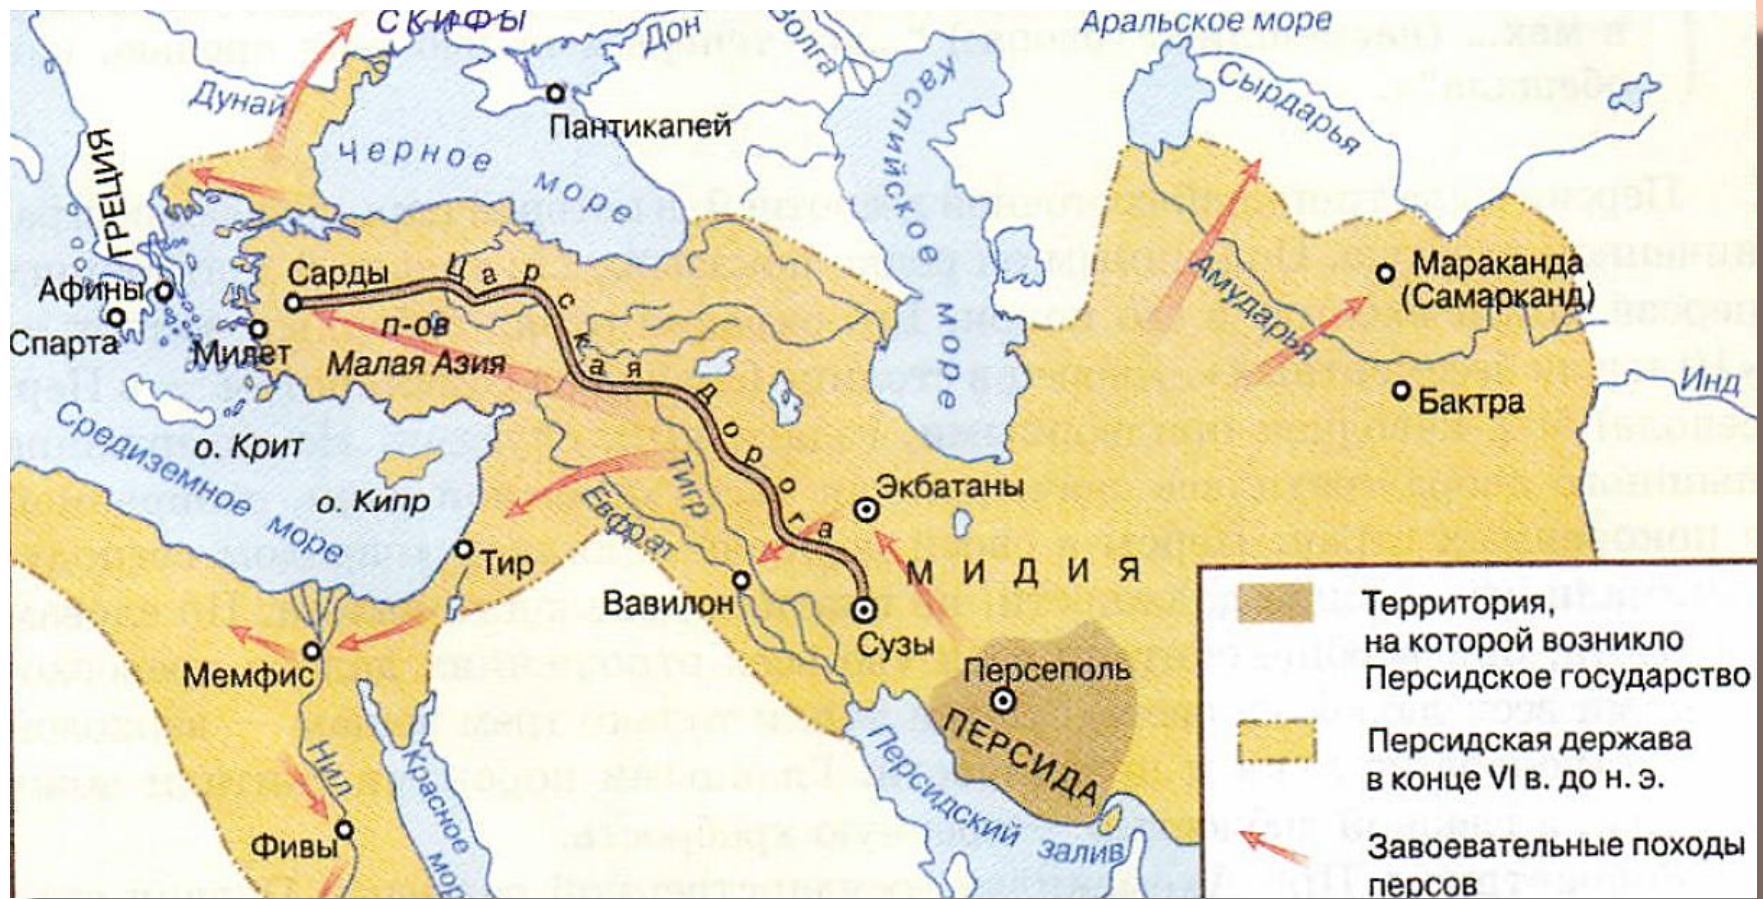 СКИФЫ
Дон
Волга
Аральское море
Сырдарья
Дунай
Пантикапей
Каспийское море
ГРЕЦИЯ
Черное море
Сарды
Царская дорога
Мараканда
(Самарканд)
Амударья
Афины
Спарта
Милет
п-ов
Малая Азия
Бактра
Инд
Средиземное море
о. Крит
о. Кипр
Тигр
Евфрат
Экбатаны
Тир
МИДИЯ
Вавилон
Сузы
Мемфис
Персеполь
ПЕРСИДА
Нил
Красное мор
Персидский залив
Фивы
Территория,
на которой возникло
Персидское государство
Персидская держава
в конце VI в. до н. э.
Завоевательные походы
персов